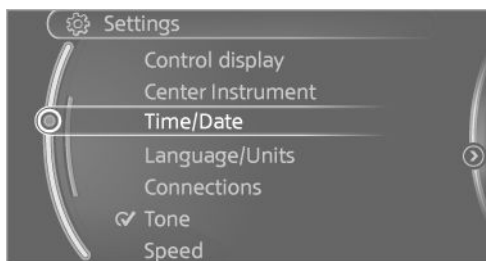 Settings
Control display
Center Instrument
Time/Date
Language/Units
Connections
Tone
Speed